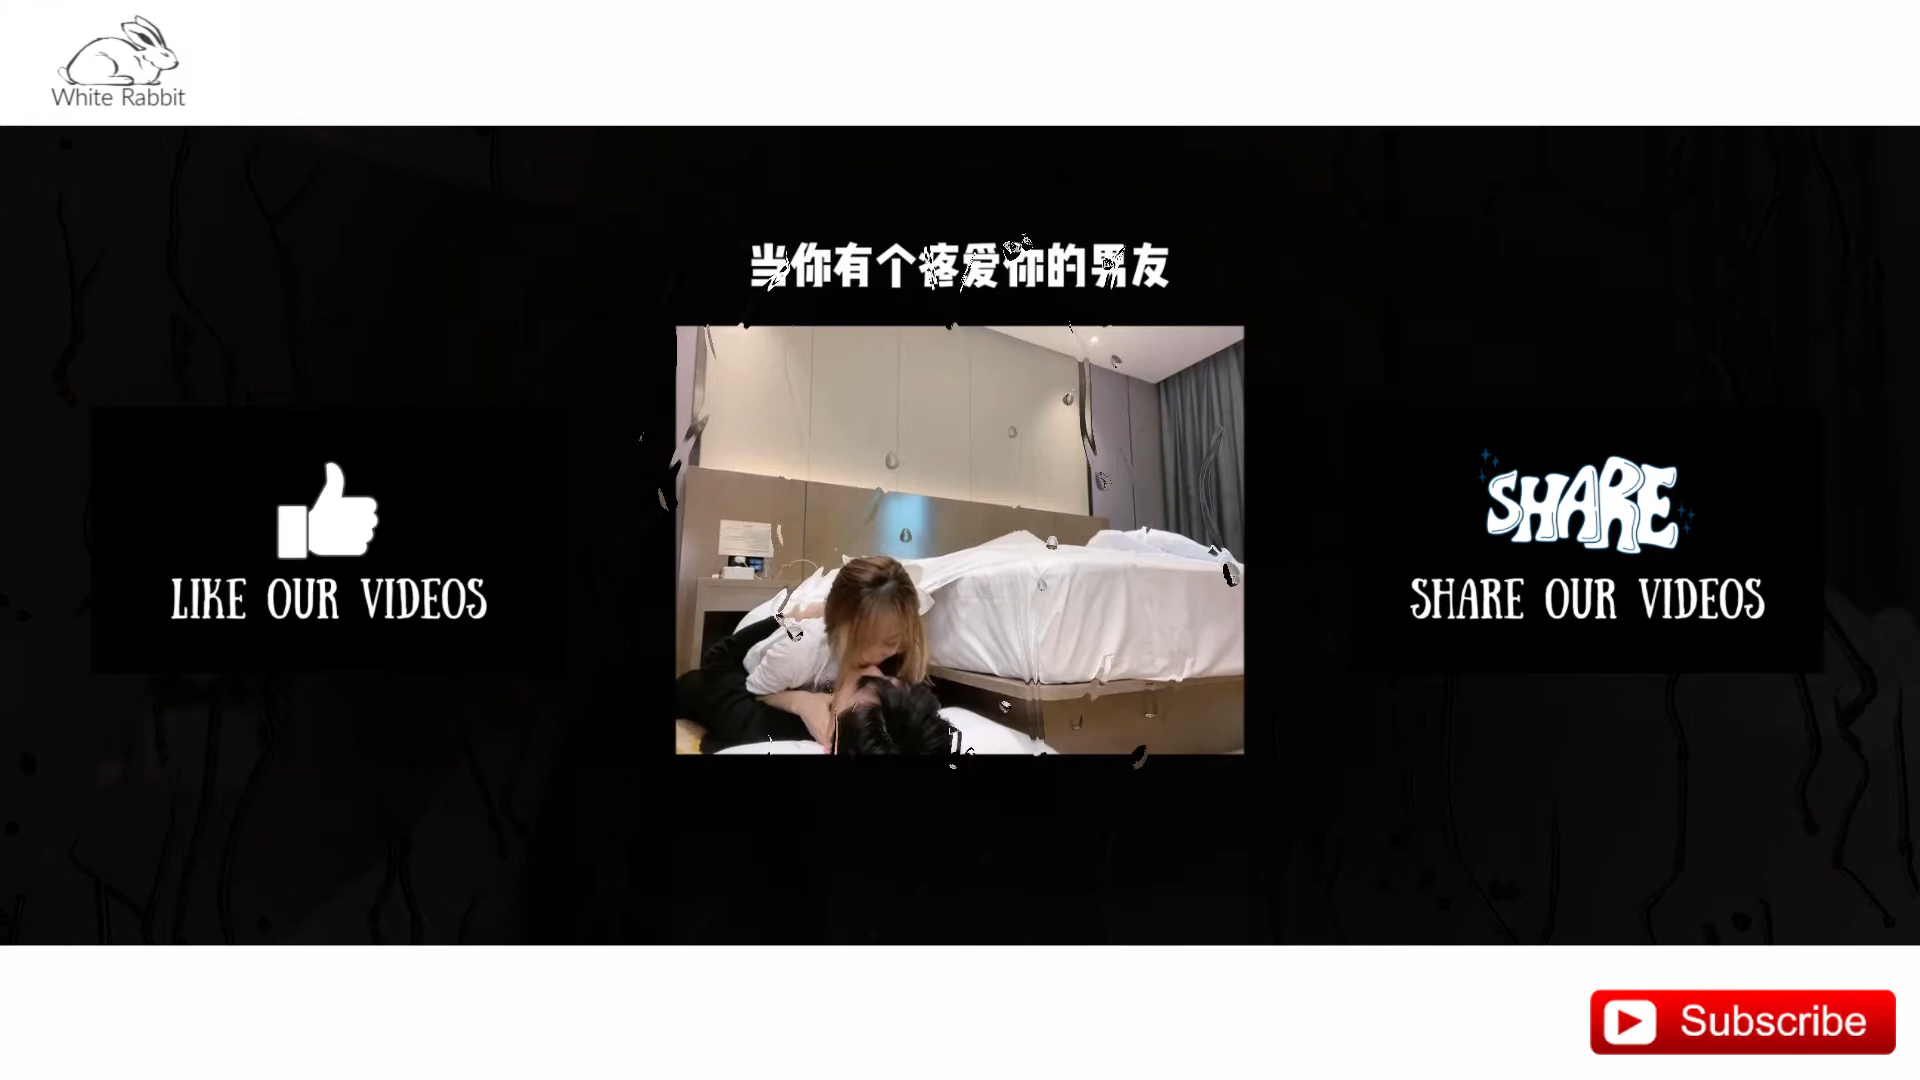 White Rabbit
当你有个疼爱你的男友
LIKE OUR VIDEOS
SHARE
SHARE OUR VIDEOS
Subscribe